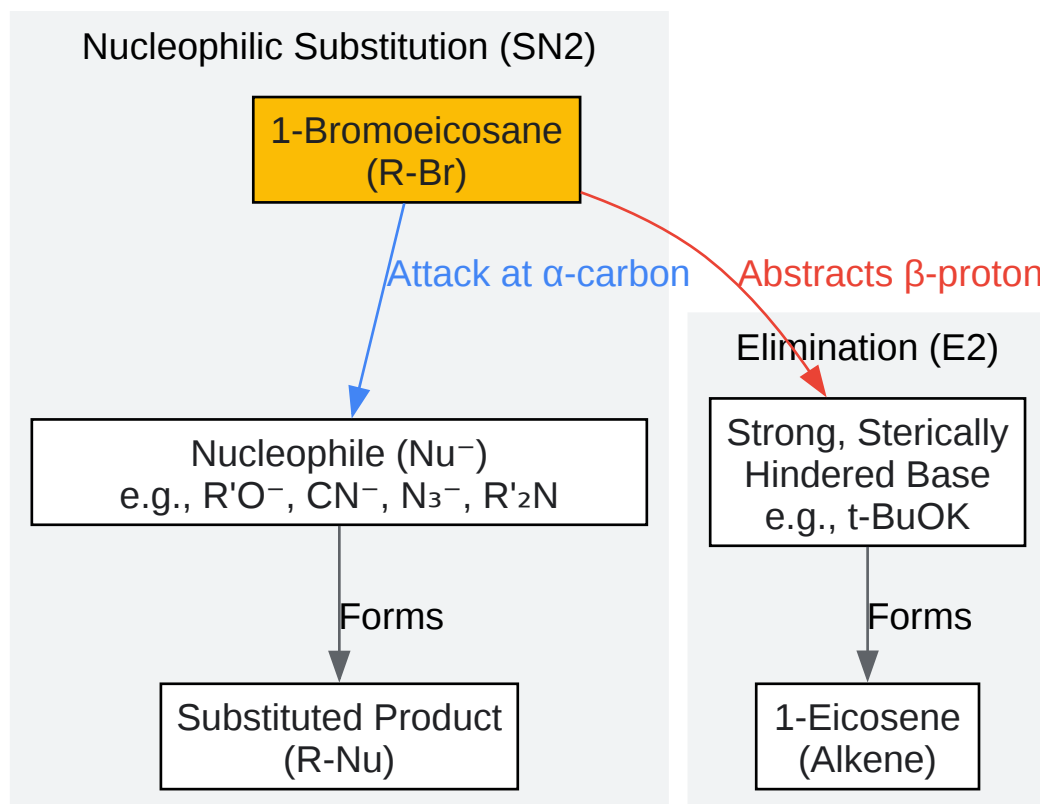 Nucleophilic Substitution (SN2)
1-Bromoeicosane
(R-Br)
Attack at α-carbon
Abstracts β-proton
Elimination (E2)
Nucleophile (Nu⁻)
e.g., R'O⁻, CN⁻, N₃⁻, R'₂N
Strong, Sterically
Hindered Base
e.g., t-BuOK
Forms
Forms
Substituted Product
(R-Nu)
1-Eicosene
(Alkene)